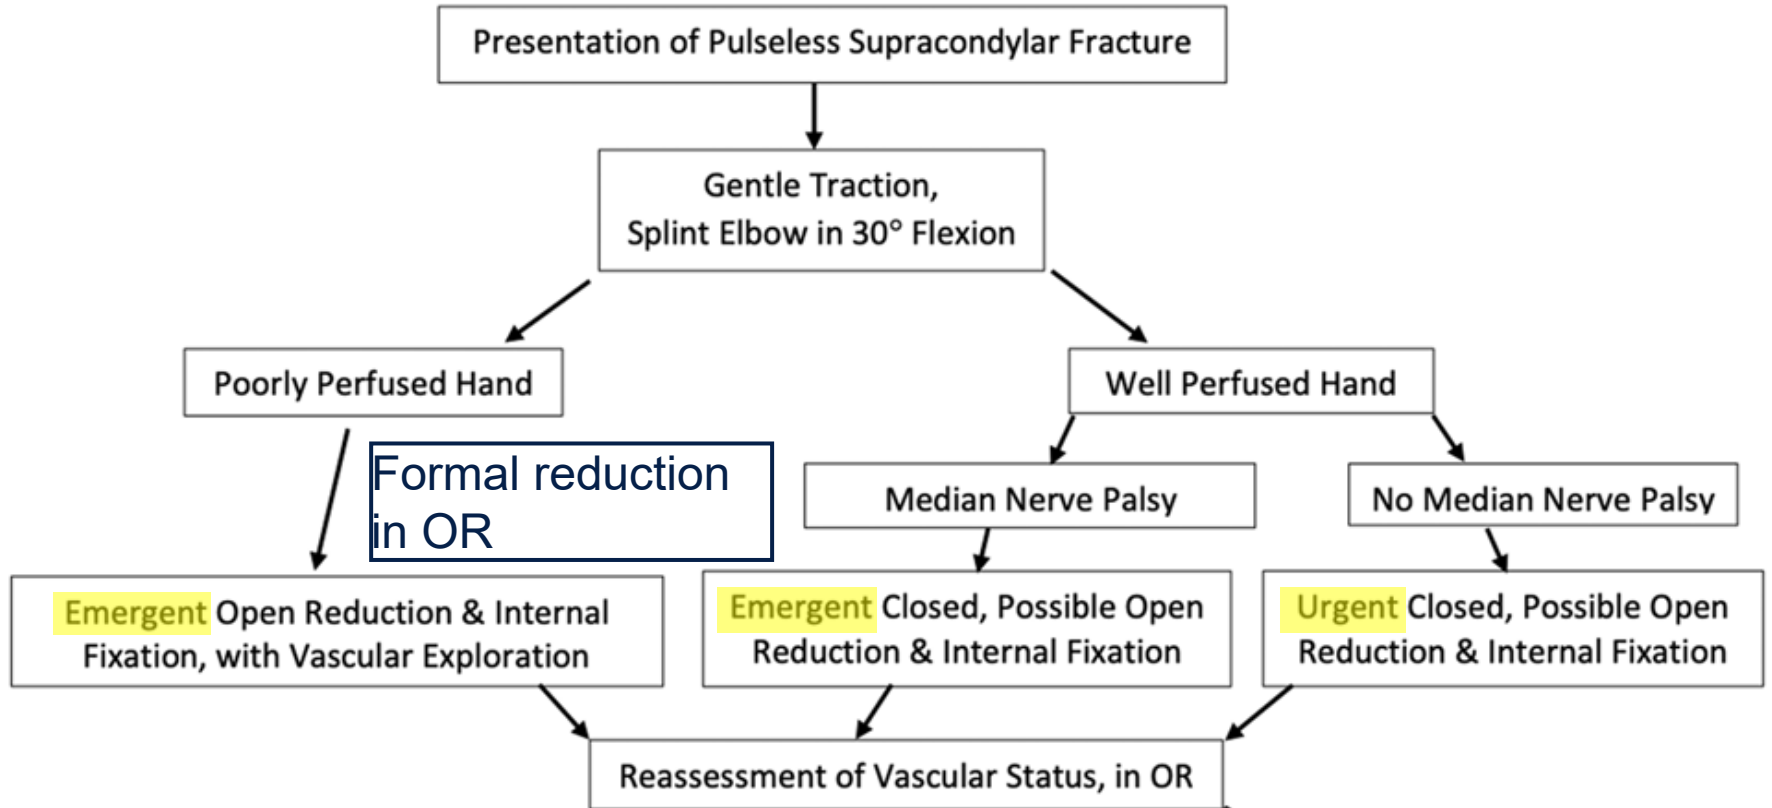 Presentation of Pulseless Supracondylar Fracture
Gentle Traction,
Splint Elbow in 30° Flexion
Poorly Perfused Hand
Well Perfused Hand
Formal reduction
in OR
Median Nerve Palsy
No Median Nerve Palsy
Emergent Open Reduction & Internal
Fixation, with Vascular Exploration
Emergent Closed, Possible Open
Reduction & Internal Fixation
Urgent Closed, Possible Open
Reduction & Internal Fixation
Reassessment of Vascular Status, in OR